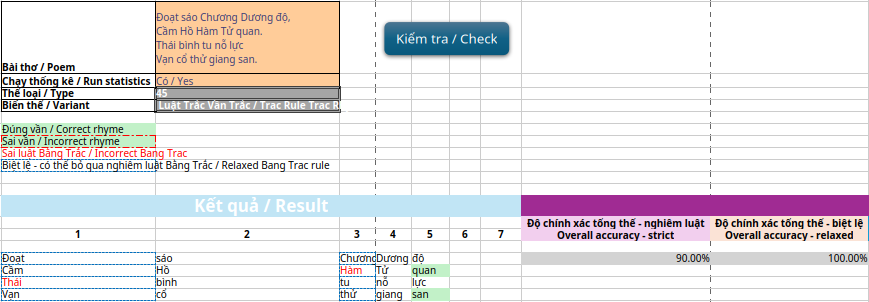 Đoạt sáo Chương Dương độ,
Cầm Hồ Hàm Tử quan.
Thái bình tu nỗ lực
Vạn cổ thử giang san.
Bài thơ / Poem
Kiểm tra / Check
Chạy thống kê / Run statistics Có / Yes
Thể loại / Type 45
Biến thể / Variant Luật Trắc Vần Trắc / Trac Rule Trac R
Đúng vần / Correct rhyme
Sai vần / Incorrect rhyme
Sai luật Bằng Trắc / Incorrect Bang Trac
Biệt lệ - có thể bỏ qua nghiêm luật Bằng Trắc / Relaxed Bang Trac rule
Kết quả / Result
1 2 3 4 5 6 7
Độ chính xác tổng thể - nghiêm luật
Overall accuracy - strict
Độ chính xác tổng thể - biệt lệ
Overall accuracy - relaxed
Đoạt sáo Chương Dương độ 90.00% 100.00%
Cầm Hồ Hàm Tử quan
Thái bình tu nỗ lực
Vạn cổ thử giang san